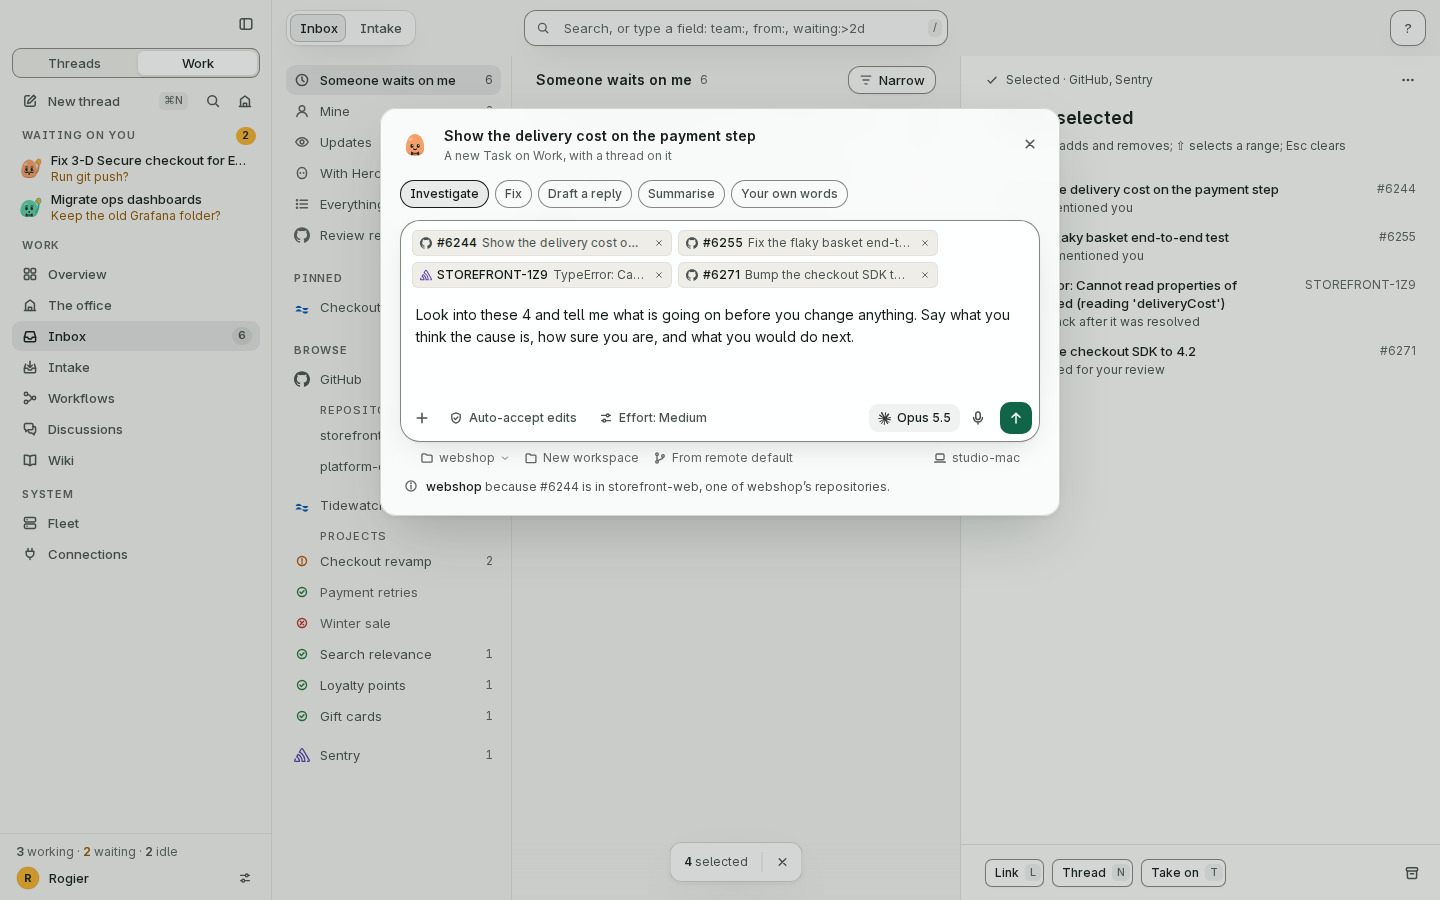 Threads
Work
New thread
⌘N
WAITING ON YOU
2
Fix 3-D Secure checkout for E…
Run git push?
Migrate ops dashboards
Keep the old Grafana folder?
WORK
Overview
The office
Inbox
6
Intake
Workflows
Discussions
Wiki
SYSTEM
Fleet
Connections
3 working · 2 waiting · 2 idle
R
Rogier
Inbox
Intake
Search, or type a field: team:, from:, waiting:>2d
/
?
Someone waits on me
6
Mine
Updates
With Hero
Everything
Review re
PINNED
Checkout
BROWSE
GitHub
REPOSITO
storefront
platform-
Tidewatc
PROJECTS
Checkout revamp
2
Payment retries
Winter sale
Search relevance
1
Loyalty points
1
Gift cards
1
Sentry
1
Someone waits on me 6
Narrow
Show the delivery cost on the payment step
A new Task on Work, with a thread on it
Investigate
Fix
Draft a reply
Summarise
Your own words
#6244 Show the delivery cost o…
#6255 Fix the flaky basket end-t…
STOREFRONT-1Z9 TypeError: Ca…
#6271 Bump the checkout SDK t…
Look into these 4 and tell me what is going on before you change anything. Say what you
think the cause is, how sure you are, and what you would do next.
Auto-accept edits
Effort: Medium
Opus 5.5
webshop
New workspace
From remote default
studio-mac
webshop because #6244 is in storefront-web, one of webshop’s repositories.
4 selected
Selected · GitHub, Sentry
selected
adds and removes; ⇧ selects a range; Esc clears
e delivery cost on the payment step
#6244
entioned you
aky basket end-to-end test
#6255
mentioned you
or: Cannot read properties of
STOREFRONT-1Z9
ed (reading 'deliveryCost')
ack after it was resolved
e checkout SDK to 4.2
#6271
ed for your review
Link L
Thread N
Take on T